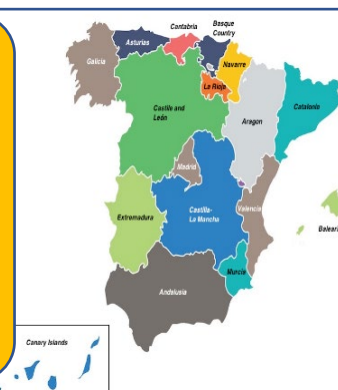 Cantabria
Basque
Country
Asturias
Galicia
Navarre
La Rioja
Castile and
León
Aragon
Catalonia
Madrid
Extremadura
Castilla-
La Mancha
Valencia
Murcia
Andalusia
Canary Islands